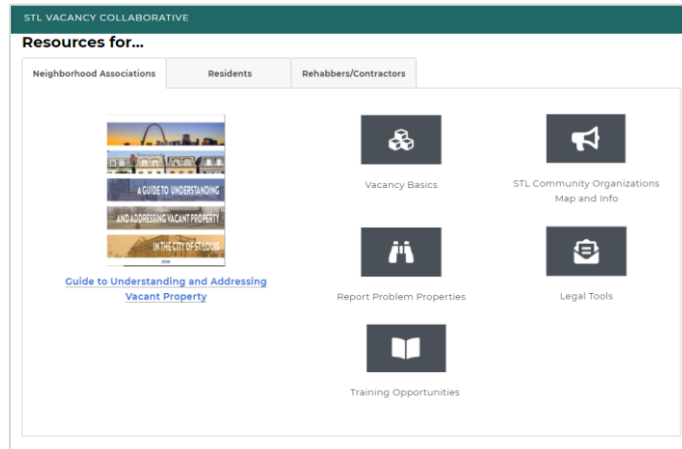 STL VACANCY COLLABORATIVE
Resources for...
Neighborhood Associations
Residents
Rehabbers/Contractors
A GUIDE TO UNDERSTANDING
AND ADDRESSING VACANT PROPERTY
IN THE CITY OF ST. LOUIS
Guide to Understanding and Addressing
Vacant Property
Vacancy Basics
STL Community Organizations
Map and Info
Report Problem Properties
Legal Tools
Training Opportunities